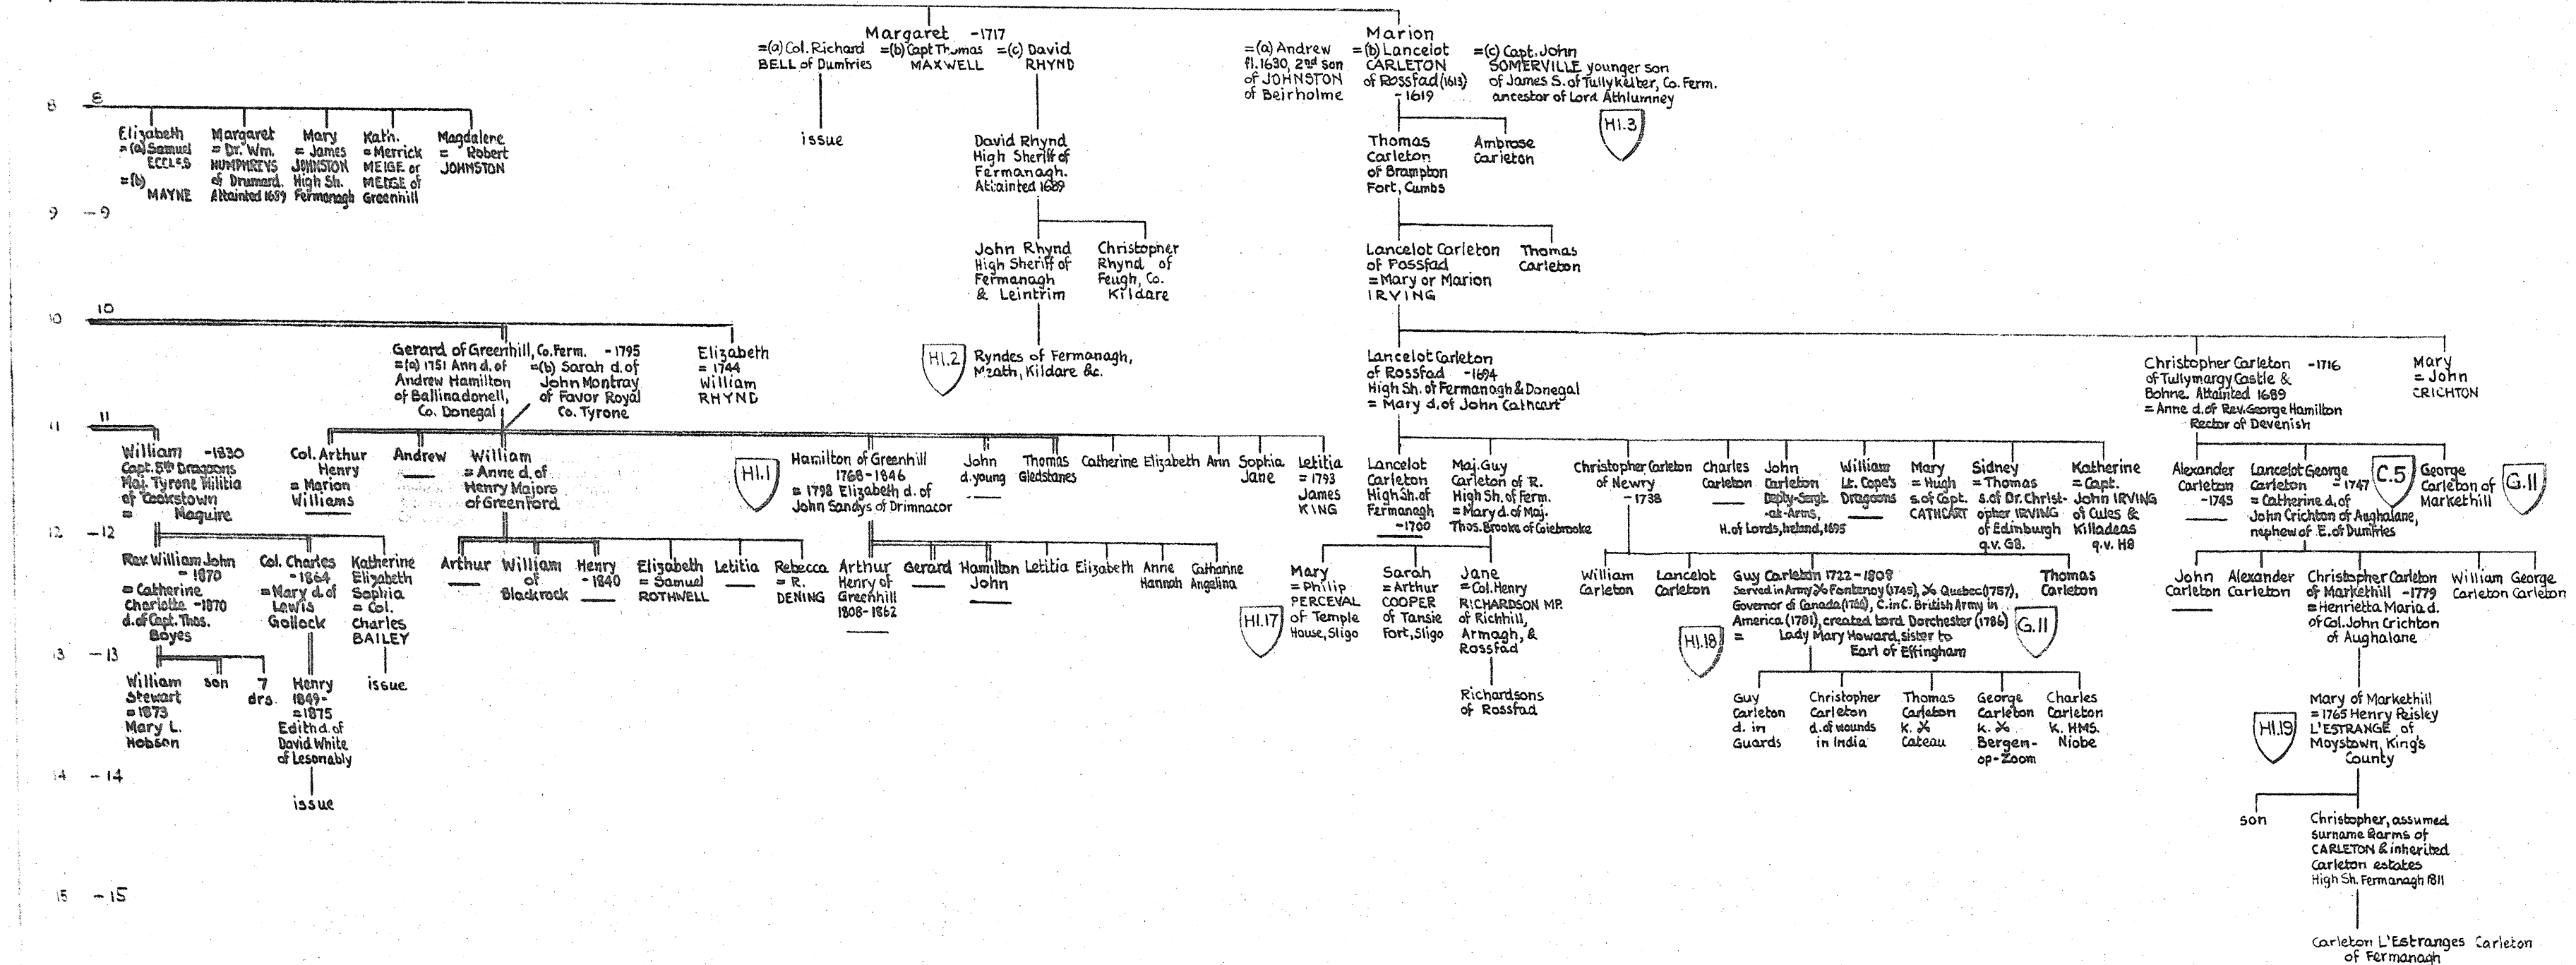 Margaret -1717
=(a) Col. Richard =(b) Capt Thomas =(c) David
BELL of Dumfries MAXWELL RHYND
Marion
=(a) Andrew =(b) Lancelot =(c) Capt. John
fl.1630, 2nd son CARLETON SOMERVILLE younger son
of JOHNSTON of Rossfad (1613) of James S. of Tullykelter, Co. Ferm.
of Beirholme -1619 ancestor of Lord Athlumney
8 8
Elizabeth
=(a) Samuel
ECCLES
=(b)
MAYNE
Margaret
= Dr. Wm.
HUMPHREYS
of Drumard.
Attainted 1689
Mary
= James
JOHNSTON
High Sh.
Fermanagh
Kath.
= Merrick
MEIGE or
MEDGE of
Greenhill
Magdalene
= Robert
JOHNSTON
issue
David Rhynd
High Sheriff of
Fermanagh.
Attainted 1689
Thomas
Carleton
of Brampton
Fort, Cumbs
Ambrose
Carleton
H1.3
9 -9
John Rhynd
High Sheriff of
Fermanagh
& Leintrim
Christopher
Rhynd of
Feugh, Co.
Kildare
Lancelot Carleton
of Possfad
= Mary or Marion
IRVING
Thomas
Carleton
10 10
Gerard of Greenhill, Co. Ferm. -1795
=(a) 1751 Ann d. of =(b) Sarah d. of
Andrew Hamilton John Montray
of Ballinadonell, of Favor Royal
Co. Donegal Co. Tyrone
Elizabeth
= 1744
William
RHYND
H1.2
Ryndes of Fermanagh,
Meath, Kildare &c.
Lancelot Carleton
of Rossfad -1694
High Sh. of Fermanagh & Donegal
= Mary d. of John Cathcart
Christopher Carleton -1716
of Tullymargy Castle &
Bohne. Attainted 1689
= Anne d. of Rev. George Hamilton
Rector of Devenish
Mary
= John
CRICHTON
11 11
William -1830
Capt. 8th Dragoons
Maj. Tyrone Militia
of Cookstown
= Maguire
Col. Arthur
Henry
= Marion
Williams
Andrew
William
= Anne d. of
Henry Majors
of Greenford
H1.1
Hamilton of Greenhill
1768-1846
= 1798 Elizabeth d. of
John Sandys of Drimnacor
John
d. young
Thomas
Gledstanes
Catherine
Elizabeth
Ann
Sophia
Jane
Letitia
= 1793
James
KING
Lancelot
Carleton
High Sh. of
Fermanagh
-1700
Maj. Guy
Carleton of R.
High Sh. of Ferm.
= Mary d. of Maj.
Thos. Brooke of Colebrooke
Christopher Carleton
of Newry
-1738
Charles
Carleton
John
Carleton
Depty-Sergt.
-at-Arms,
H. of Lords, Ireland, 1695
William
Lt. Cope's
Dragoons
Mary
= Hugh
s. of Capt.
CATHCART
Sidney
= Thomas
s. of Dr. Christ-
opher IRVING
of Edinburgh
q.v. G8.
Katherine
= Capt.
John IRVING
of Cules &
Killadeas
q.v. H8
Alexander
Carleton
-1745
Lancelot George
Carleton -1747
= Catherine d. of
John Crichton of Aughalane,
nephew of E. of Dumfries
C.5
George
Carleton of
Markethill
G.11
12 -12
Rev. William John
-1870
= Catherine
Charlotte -1870
d. of Capt. Thos.
Boyes
Col. Charles
-1864
= Mary d. of
Lewis
Gollock
Katherine
Elizabeth
Sophia
= Col.
Charles
BAILEY
Arthur
William
of
Blackrock
Henry
-1840
Elizabeth
= Samuel
ROTHWELL
Letitia
Rebecca
= R.
DENING
Arthur
Henry of
Greenhill
1808-1862
Gerard
Hamilton
John
Letitia
Elizabeth
Anne
Hannah
Catharine
Angelina
H1.17
Mary
= Philip
PERCEVAL
of Temple
House, Sligo
Sarah
= Arthur
COOPER
of Tansie
Fort, Sligo
Jane
= Col. Henry
RICHARDSON MP.
of Richhill,
Armagh, &
Rossfad
William
Carleton
Lancelot
Carleton
Guy Carleton 1722-1808
Served in Army ⚔ Fontenoy (1745), ⚔ Quebec (1757),
Governor of Canada (1766), C.in C. British Army in
America (1781), created Lord Dorchester (1786)
= Lady Mary Howard, sister to
Earl of Effingham
H1.18
G.11
Thomas
Carleton
John
Carleton
Alexander
Carleton
Christopher Carleton
of Markethill -1779
= Henrietta Maria d.
of Col. John Crichton
of Aughalane
William
Carleton
George
Carleton
13 -13
William
Stewart
= 1873
Mary L.
Hobson
son
7
drs.
Henry
1849-
= 1875
Edith d. of
David White
of Lesonably
issue
Richardsons
of Rossfad
Guy
Carleton
d. in
Guards
Christopher
Carleton
d. of wounds
in India
Thomas
Carleton
k. ⚔
Cateau
George
Carleton
k. ⚔
Bergen-
op-Zoom
Charles
Carleton
k. HMS.
Niobe
H1.19
Mary of Markethill
= 1765 Henry Peisley
L'ESTRANGE of
Moystown, King's
County
14 -14
issue
son
Christopher, assumed
surname & arms of
CARLETON & inherited
Carleton estates
High Sh. Fermanagh 1811
15 -15
Carleton L'Estranges Carleton
of Fermanagh